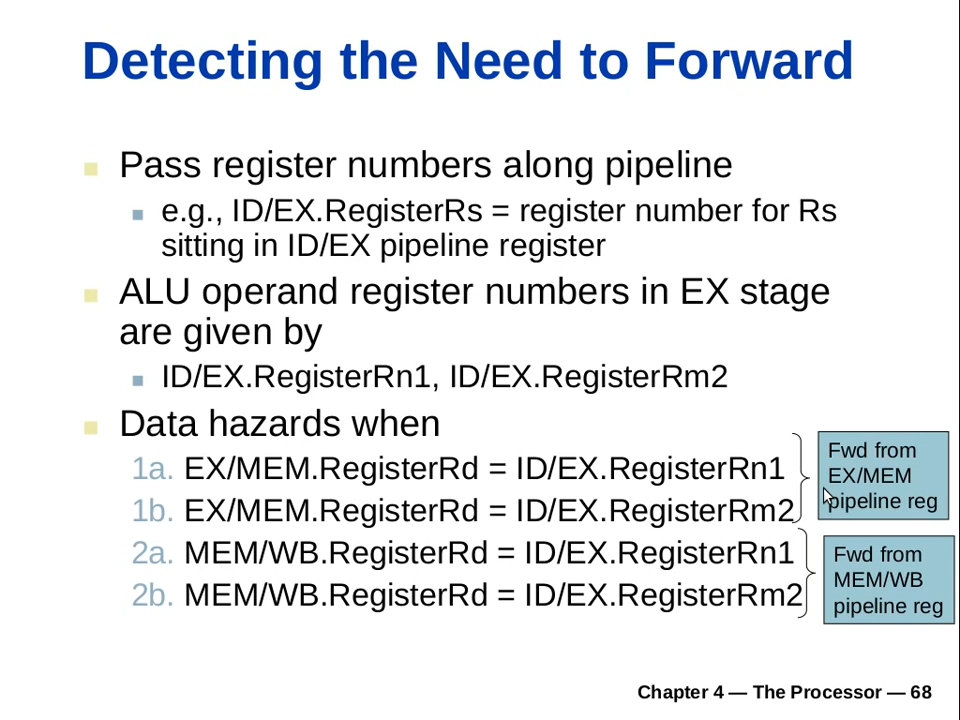 Detecting the Need to Forward
Pass register numbers along pipeline
e.g., ID/EX.RegisterRs = register number for Rs
sitting in ID/EX pipeline register
ALU operand register numbers in EX stage
are given by
ID/EX.RegisterRn1, ID/EX.RegisterRm2
Data hazards when
1a. EX/MEM.RegisterRd = ID/EX.RegisterRn1
1b. EX/MEM.RegisterRd = ID/EX.RegisterRm2
2a. MEM/WB.RegisterRd = ID/EX.RegisterRn1
2b. MEM/WB.RegisterRd = ID/EX.RegisterRm2
Fwd from
EX/MEM
pipeline reg
Fwd from
MEM/WB
pipeline reg
Chapter 4 — The Processor — 68